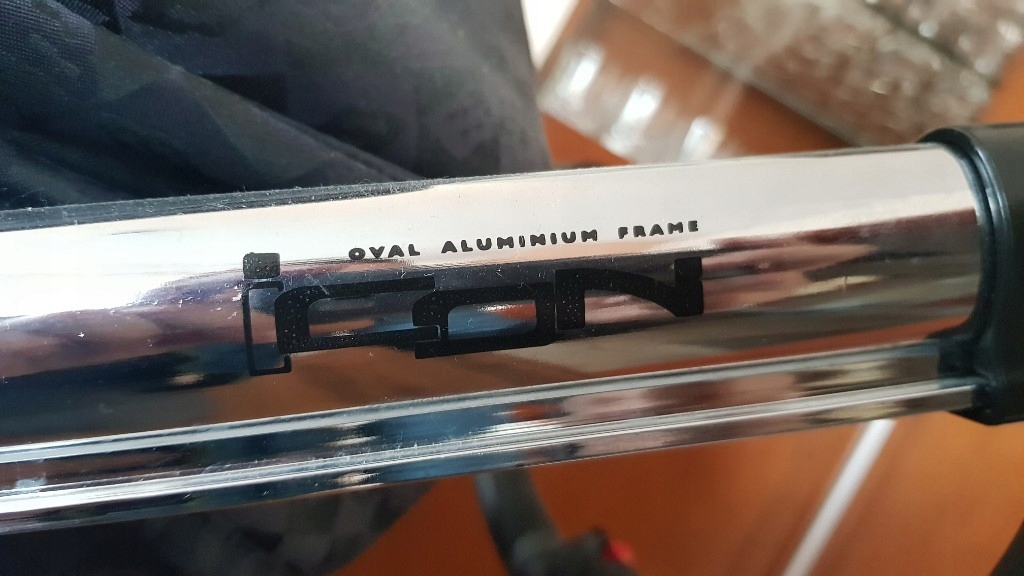 OVAL ALUMINIUM FRAME
icon